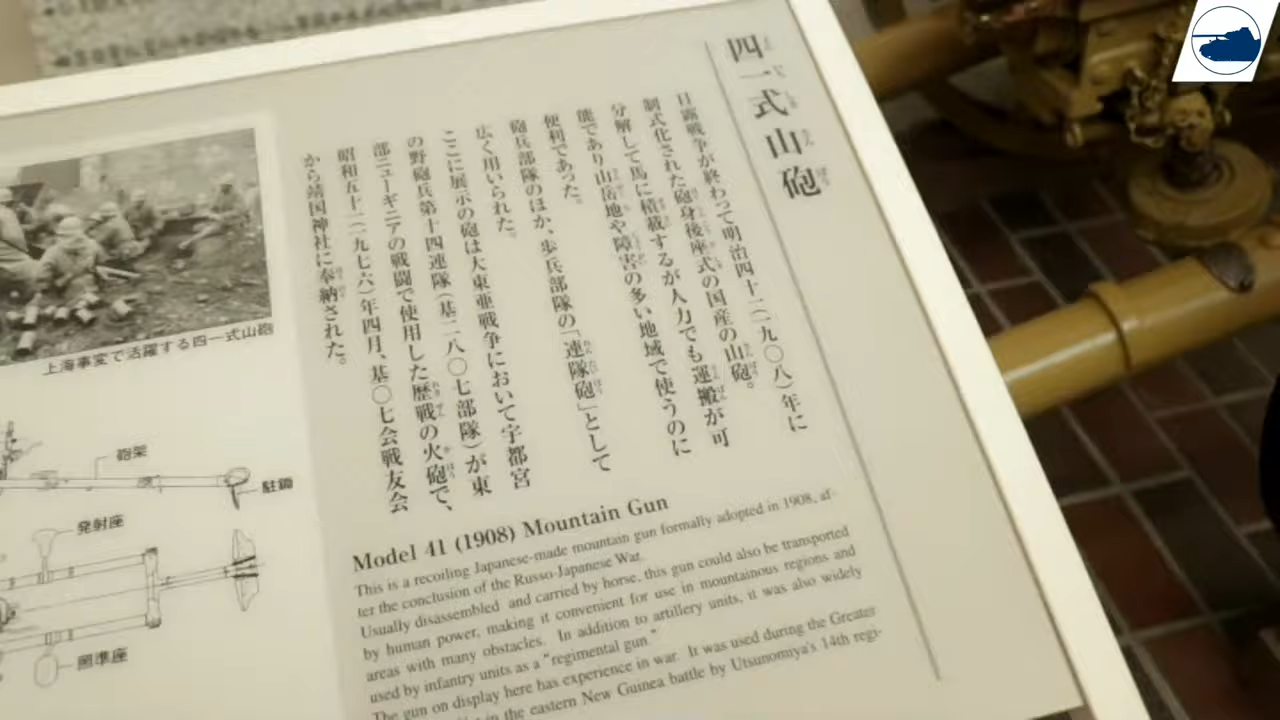 四一式山砲
日露戦争が終わって明治四十一(一九〇八)年に
制式化された砲身後座式の国産の山砲。
分解して馬に積載するが人力でも運搬が可
能であり山岳地や障害の多い地域で使うのに
便利であった。
砲兵部隊のほか、歩兵部隊の「連隊砲」として
広く用いられた。
ここに展示の砲は大東亜戦争において宇都宮
の野砲兵第十四連隊(基二八〇七部隊)が東
部ニューギニアの戦闘で使用した歴戦の火砲で、
昭和五十一(一九七六)年四月、基〇七会戦友会
から靖国神社に奉納された。
上海事変で活躍する四一式山砲
砲架
駐鋤
発射座
照準座
Model 41 (1908) Mountain Gun
This is a recoiling Japanese-made mountain gun formally adopted in 1908, af-
ter the conclusion of the Russo-Japanese War.
Usually disassembled and carried by horse, this gun could also be transported
by human power, making it convenient for use in mountainous regions and
areas with many obstacles. In addition to artillery units, it was also widely
used by infantry units as a "regimental gun."
The gun on display here has experience in war. It was used during the Greater
in the eastern New Guinea battle by Utsunomiya's 14th regi-